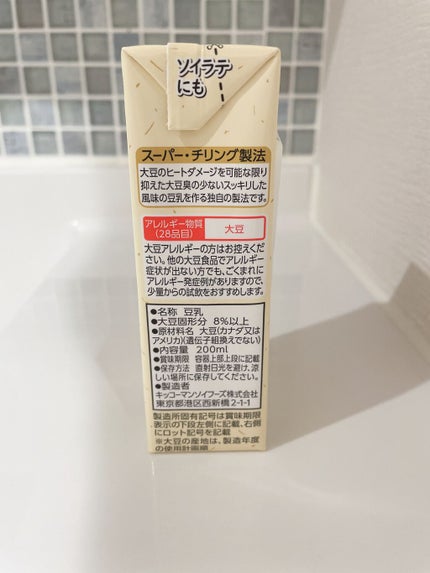 ソイラテ
にも
スーパー・チリング製法
大豆のヒートダメージを可能な限り
抑えた大豆臭の少ないスッキリした
風味の豆乳を作る独自の製法です。
アレルギー物質
(28品目)
大豆
大豆アレルギーの方はお控えくだ
さい。他の大豆食品でアレルギー
症状が出ない方でも、ごくまれに
アレルギー発症例がありますので、
少量からの試飲をおすすめします。
●名称 豆乳
●大豆固形分 8%以上
●原材料名 大豆(カナダ又は
アメリカ)(遺伝子組換えでない)
●内容量 200ml
●賞味期限 容器上部上段に記載
●保存方法 直射日光を避け、涼
しい場所に保存してください。
●製造者
キッコーマンソイフーズ株式会社
東京都港区西新橋2-1-1
製造所固有記号は賞味期限
表示の下段左側に記載、右側
にロット記号を記載
※大豆の産地は、製造年度
の使用計画順